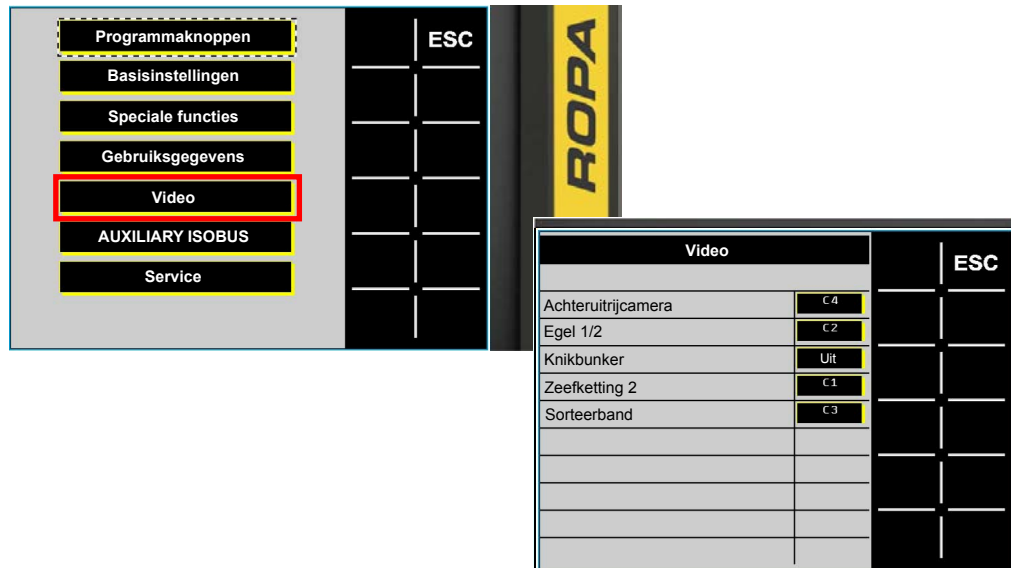 Programmaknoppen
ESC
Basisinstellingen
Speciale functies
Gebruiksgegevens
Video
AUXILIARY ISOBUS
Service
ROPA
Video
ESC
Achteruitrijcamera C4
Egel 1/2 C2
Knikbunker Uit
Zeefketting 2 C1
Sorteerband C3